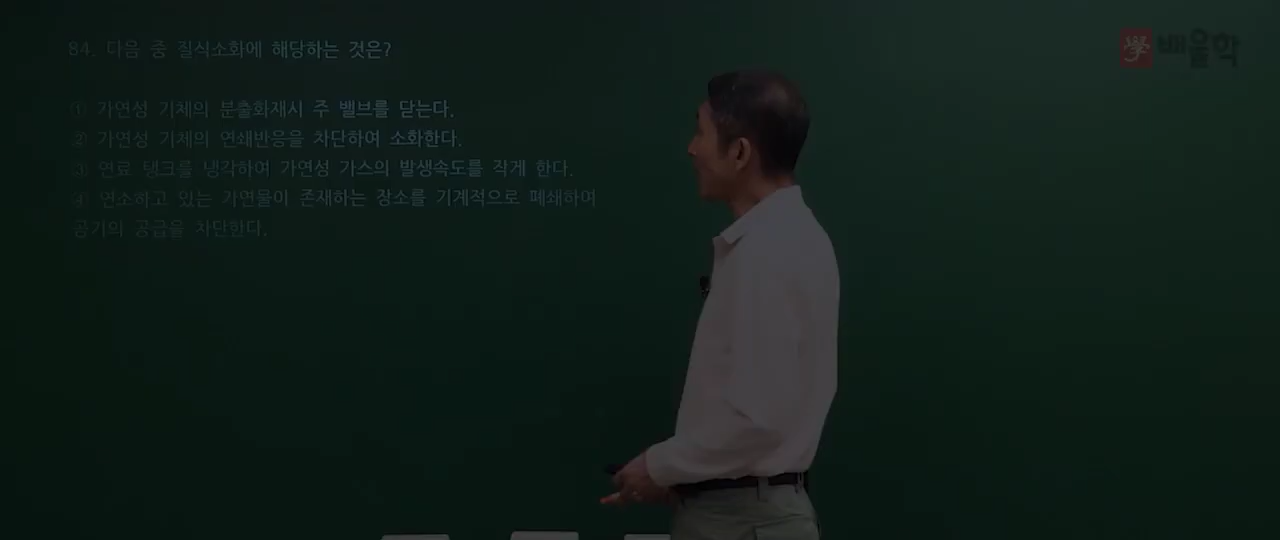 84. 다음 중 질식소화에 해당하는 것은?
學 배울학
① 가연성 기체의 분출화재시 주 밸브를 닫는다.
② 가연성 기체의 연쇄반응을 차단하여 소화한다.
③ 연료 탱크를 냉각하여 가연성 가스의 발생속도를 작게 한다.
④ 연소하고 있는 가연물이 존재하는 장소를 기계적으로 폐쇄하여
공기의 공급을 차단한다.